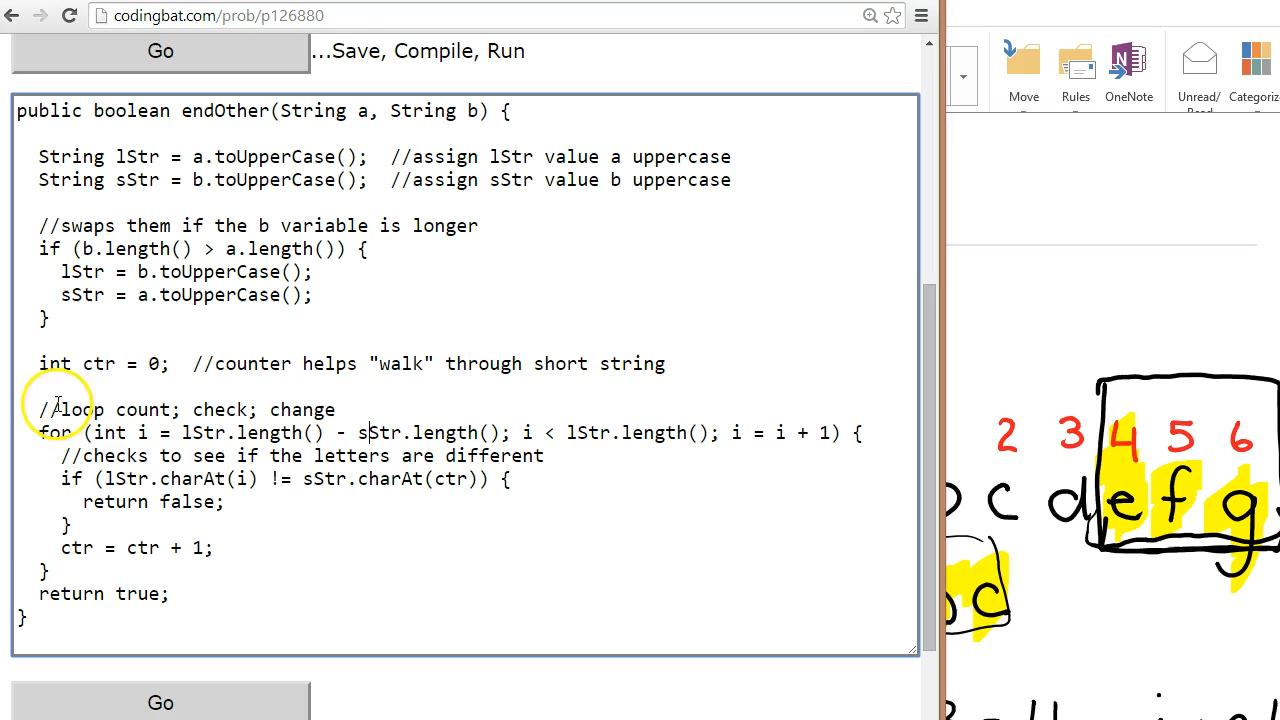 codingbat.com/prob/p126880
Go
...Save, Compile, Run
public boolean endOther(String a, String b) {
String lStr = a.toUpperCase(); //assign lStr value a uppercase
String sStr = b.toUpperCase(); //assign sStr value b uppercase
//swaps them if the b variable is longer
if (b.length() > a.length()) {
lStr = b.toUpperCase();
sStr = a.toUpperCase();
}
int ctr = 0; //counter helps "walk" through short string
//loop count; check; change
for (int i = lStr.length() - sStr.length(); i < lStr.length(); i = i + 1) {
//checks to see if the letters are different
if (lStr.charAt(i) != sStr.charAt(ctr)) {
return false;
}
ctr = ctr + 1;
}
return true;
}
Go
Move Rules OneNote Unread/
2 3 4 5 6
c d e f g
c